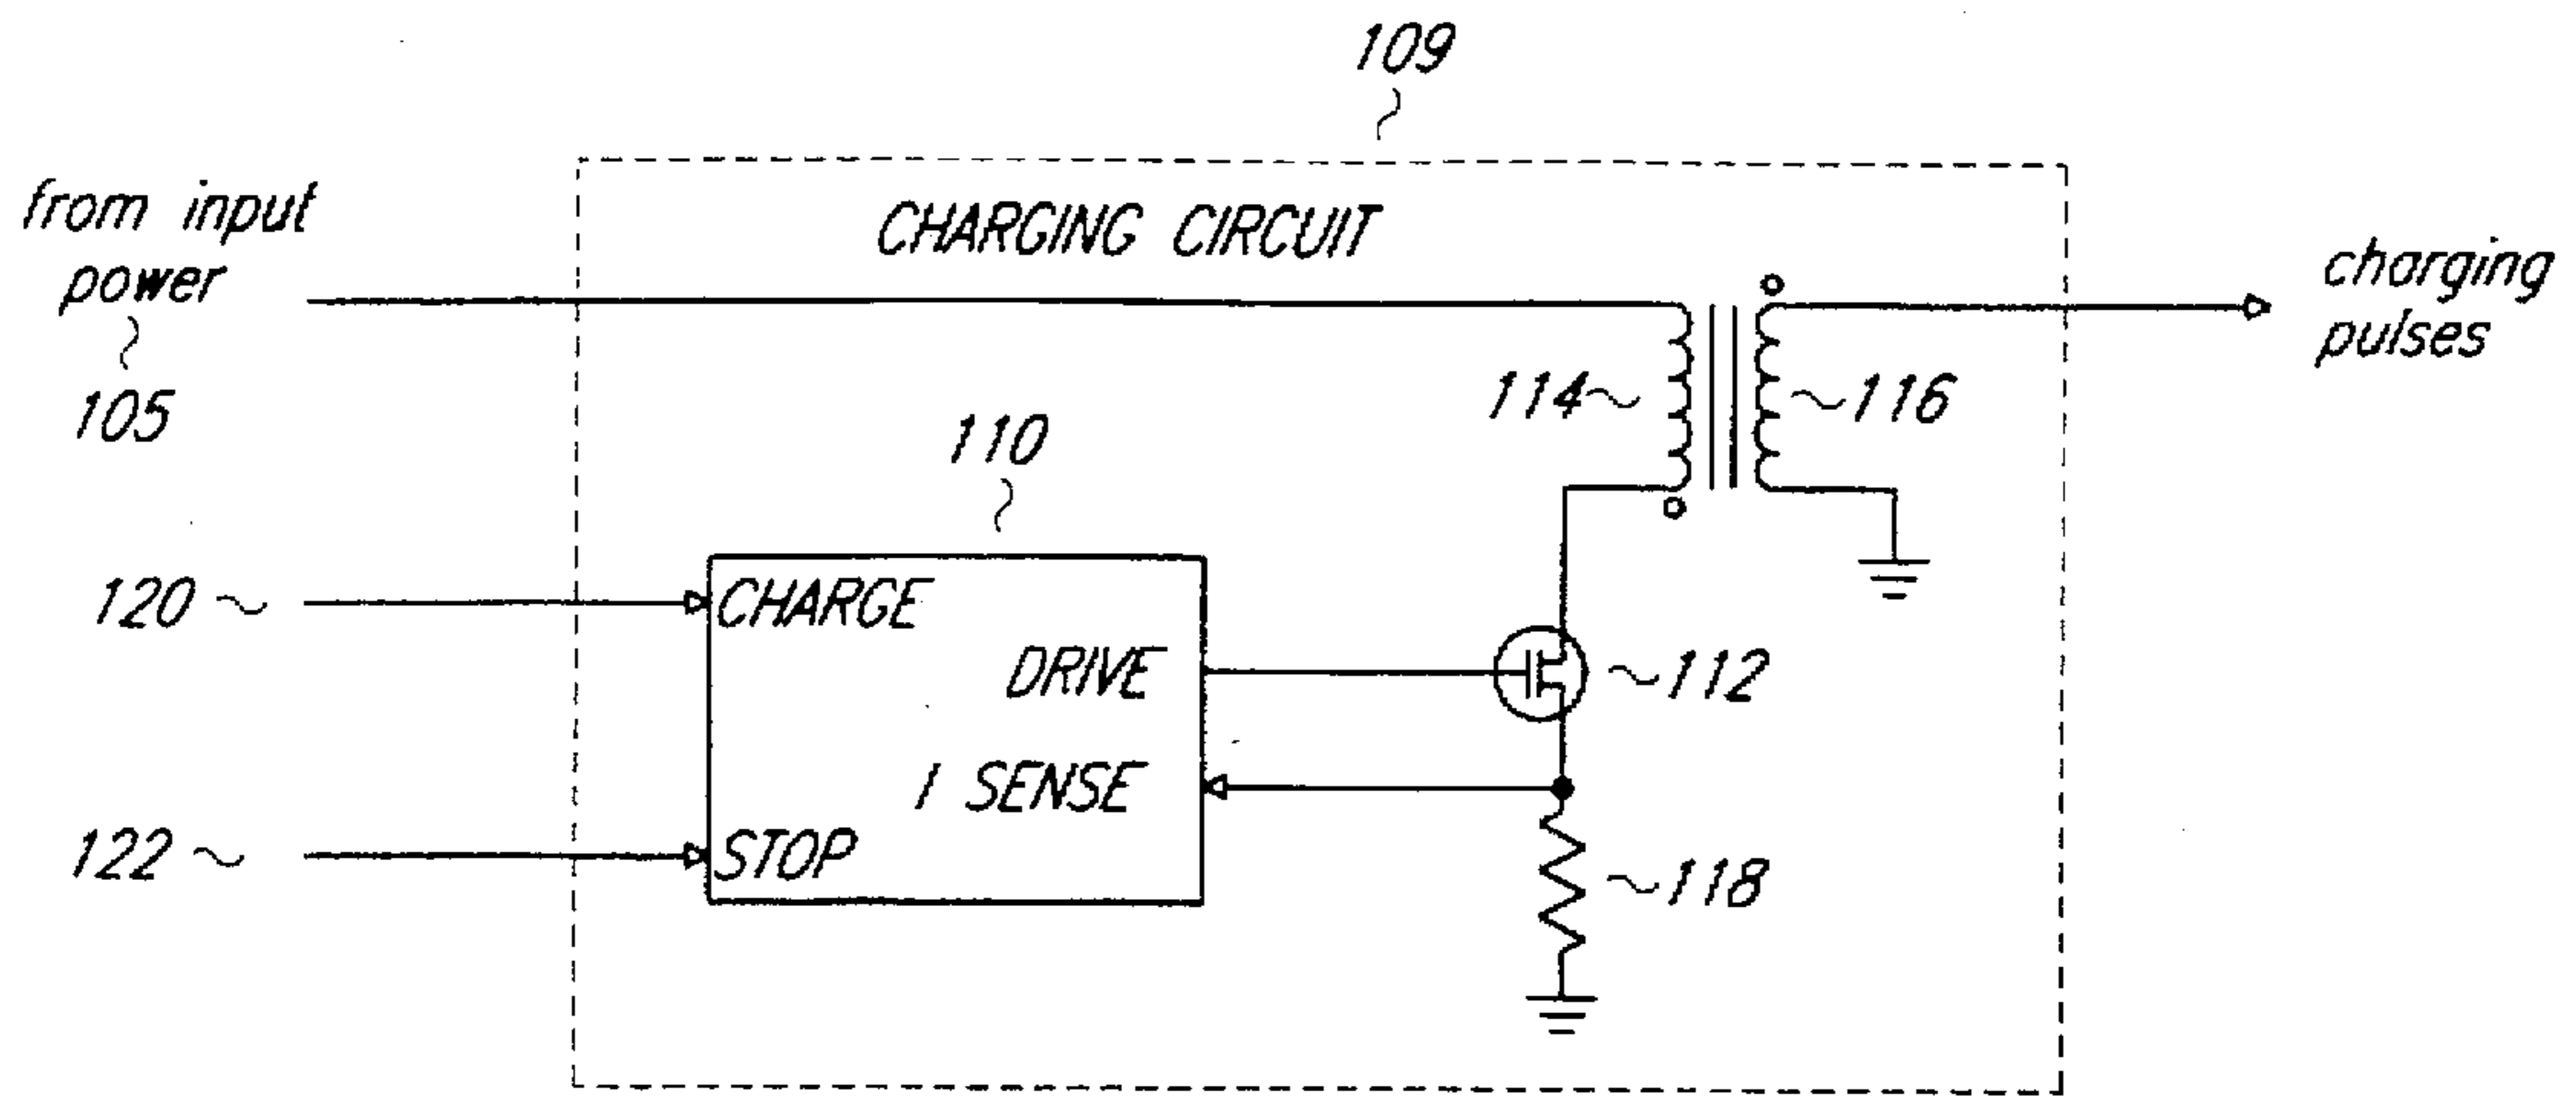 109
from input
power
105
CHARGING CIRCUIT
charging
pulses
114
116
110
120
CHARGE
DRIVE
112
I SENSE
122
STOP
118